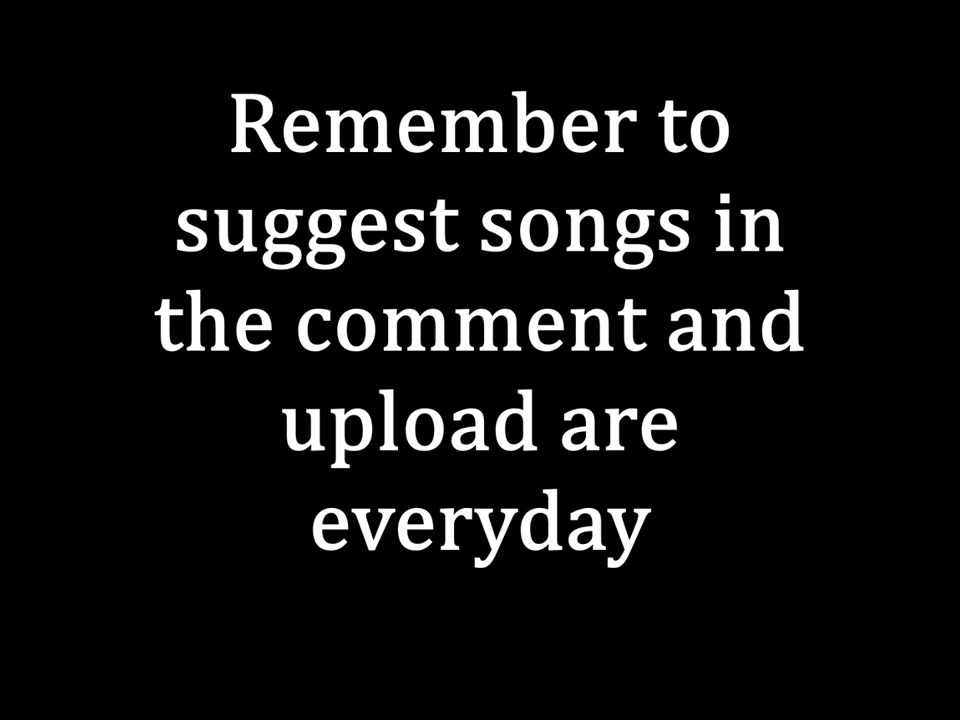 Remember to
suggest songs in
the comment and
upload are
everyday